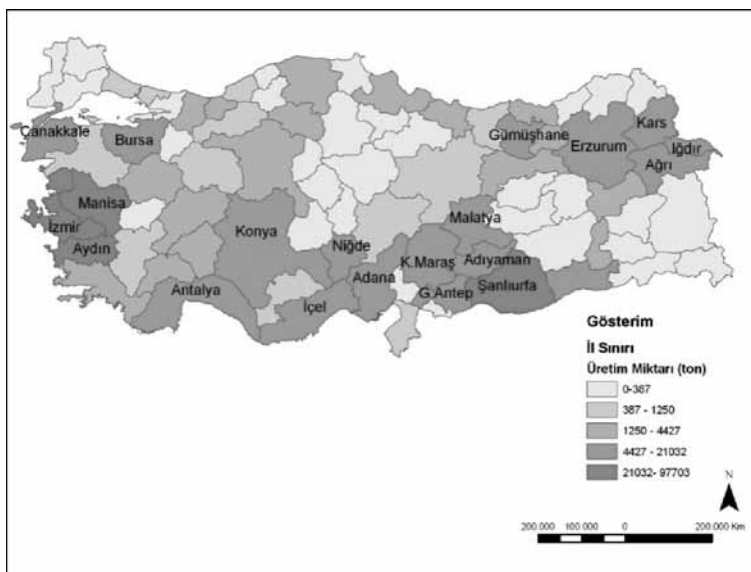 Çanakkale
Bursa
Gümüşhane
Kars
Erzurum
Iğdır
Ağrı
Manisa
İzmir
Aydın
Konya
Malatya
Niğde
K.Maraş
Adıyaman
Adana
Antalya
İçel
G.Antep
Şanlıurfa
Gösterim
İl Sınırı
Üretim Miktarı (ton)
0-387
387 - 1250
1250 - 4427
4427 - 21032
21032- 97703
N
200.000 100.000 0 200.000 Km